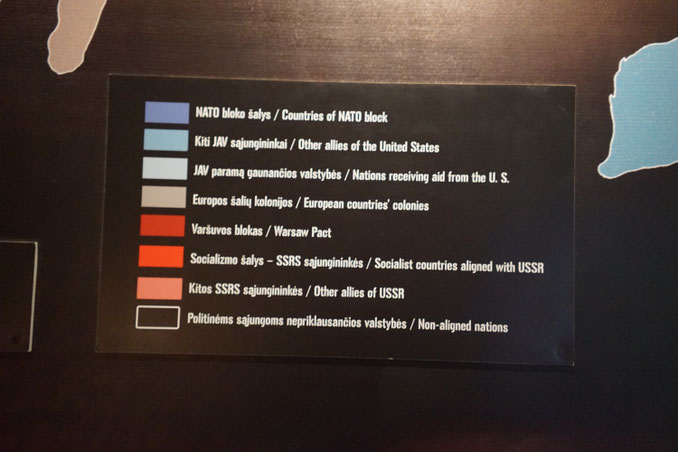 NATO bloko šalys / Countries of NATO block
Kiti JAV sąjungininkai / Other allies of the United States
JAV paramą gaunančios valstybės / Nations receiving aid from the U. S.
Europos šalių kolonijos / European countries' colonies
Varšuvos blokas / Warsaw Pact
Socializmo šalys – SSRS sąjungininkės / Socialist countries aligned with USSR
Kitos SSRS sąjungininkės / Other allies of USSR
Politinėms sąjungoms nepriklausančios valstybės / Non-aligned nations